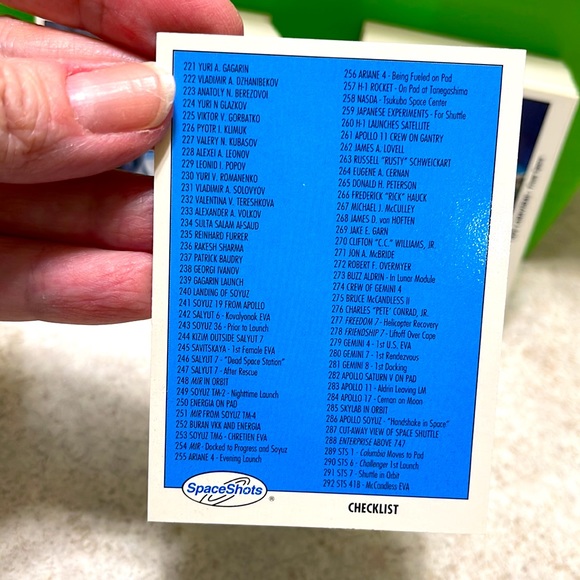 221 YURI A. GAGARIN
222 VLADIMIR A. DZHANIBEKOV
223 ANATOLY N. BEREZOVOI
224 YURI N GLAZKOV
225 VIKTOR V. GORBATKO
226 PYOTR I. KLIMUK
227 VALERY N. KUBASOV
228 ALEXEI A. LEONOV
229 LEONID I. POPOV
230 YURI V. ROMANENKO
231 VLADIMIR A. SOLOVYOV
232 VALENTINA V. TERESHKOVA
233 ALEXANDER A. VOLKOV
234 SULTA SALAM Al-SAUD
235 REINHARD FURRER
236 RAKESH SHARMA
237 PATRICK BAUDRY
238 GEORGI IVANOV
239 GAGARIN LAUNCH
240 LANDING OF SOYUZ
241 SOYUZ 19 FROM APOLLO
242 SALYUT 6 - Kovalyonok EVA
243 SOYUZ 36 - Prior to Launch
244 KIZIM OUTSIDE SALYUT 7
245 SAVITSKAYA - 1st Female EVA
246 SALYUT 7 - "Dead Space Station"
247 SALYUT 7 - After Rescue
248 MIR IN ORBIT
249 SOYUZ TM-2 - Nighttime Launch
250 ENERGIA ON PAD
251 MIR FROM SOYUZ TM-4
252 BURAN VKK AND ENERGIA
253 SOYUZ TM6 - CHRETIEN EVA
254 MIR - Docked to Progress and Soyuz
255 ARIANE 4 - Evening Launch
256 ARIANE 4 - Being Fueled on Pad
257 H-1 ROCKET - On Pad at Tanegashima
258 NASDA - Tsukuba Space Center
259 JAPANESE EXPERIMENTS - For Shuttle
260 H-1 LAUNCHES SATELLITE
261 APOLLO 11 CREW ON GANTRY
262 JAMES A. LOVELL
263 RUSSELL "RUSTY" SCHWEICKART
264 EUGENE A. CERNAN
265 DONALD H. PETERSON
266 FREDERICK "RICK" HAUCK
267 MICHAEL J. McCULLEY
268 JAMES D. van HOFTEN
269 JAKE E. GARN
270 CLIFTON "C.C." WILLIAMS, JR.
271 JON A. McBRIDE
272 ROBERT F. OVERMYER
273 BUZZ ALDRIN - In Lunar Module
274 CREW OF GEMINI 4
275 BRUCE McCANDLESS II
276 CHARLES "PETE" CONRAD, JR.
277 FREEDOM 7 - Helicopter Recovery
278 FRIENDSHIP 7 - Liftoff Over Cape
279 GEMINI 4 - 1st U.S. EVA
280 GEMINI 7 - 1st Rendezvous
281 GEMINI 8 - 1st Docking
282 APOLLO SATURN V ON PAD
283 APOLLO 11 - Aldrin Leaving LM
284 APOLLO 17 - Cernan on Moon
285 SKYLAB IN ORBIT
286 APOLLO SOYUZ - "Handshake in Space"
287 CUT-AWAY VIEW OF SPACE SHUTTLE
288 ENTERPRISE ABOVE 747
289 STS 1 - Columbia Moves to Pad
290 STS 6 - Challenger 1st Launch
291 STS 7 - Shuttle in Orbit
292 STS 41B - McCandless EVA
SpaceShots ®
CHECKLIST